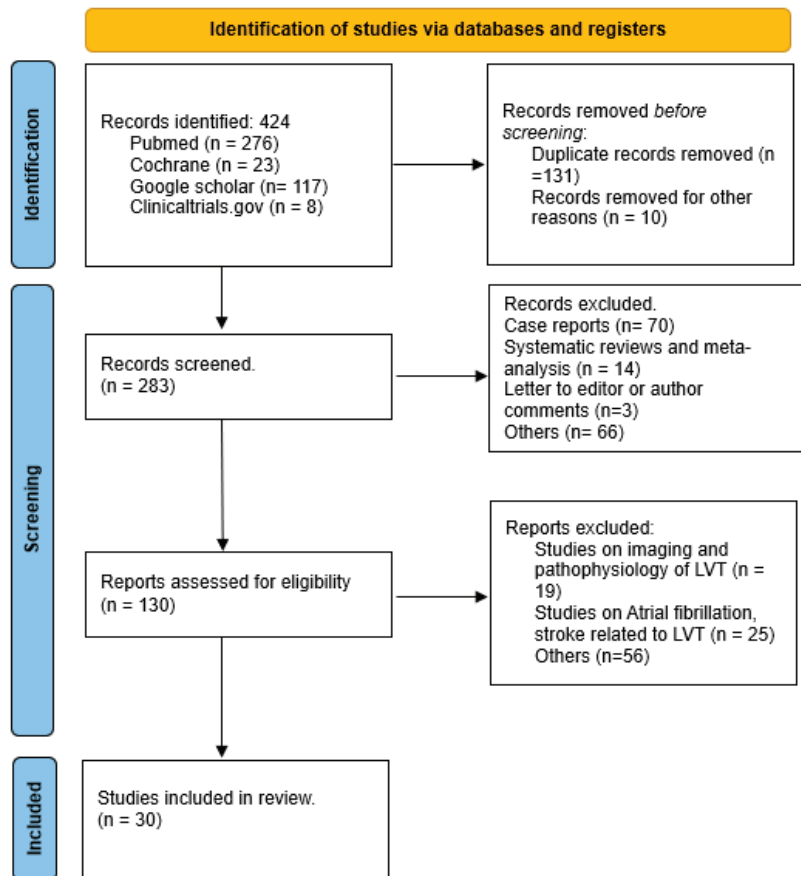 Identification of studies via databases and registers
Identification
Records identified: 424
Pubmed (n = 276)
Cochrane (n = 23)
Google scholar (n= 117)
Clinicaltrials.gov (n = 8)
Records removed before
screening:
Duplicate records removed (n
=131)
Records removed for other
reasons (n = 10)
Screening
Records screened.
(n = 283)
Records excluded.
Case reports (n= 70)
Systematic reviews and meta-
analysis (n = 14)
Letter to editor or author
comments (n=3)
Others (n= 66)
Reports assessed for eligibility
(n = 130)
Reports excluded:
Studies on imaging and
pathophysiology of LVT (n =
19)
Studies on Atrial fibrillation,
stroke related to LVT (n = 25)
Others (n=56)
Included
Studies included in review.
(n = 30)